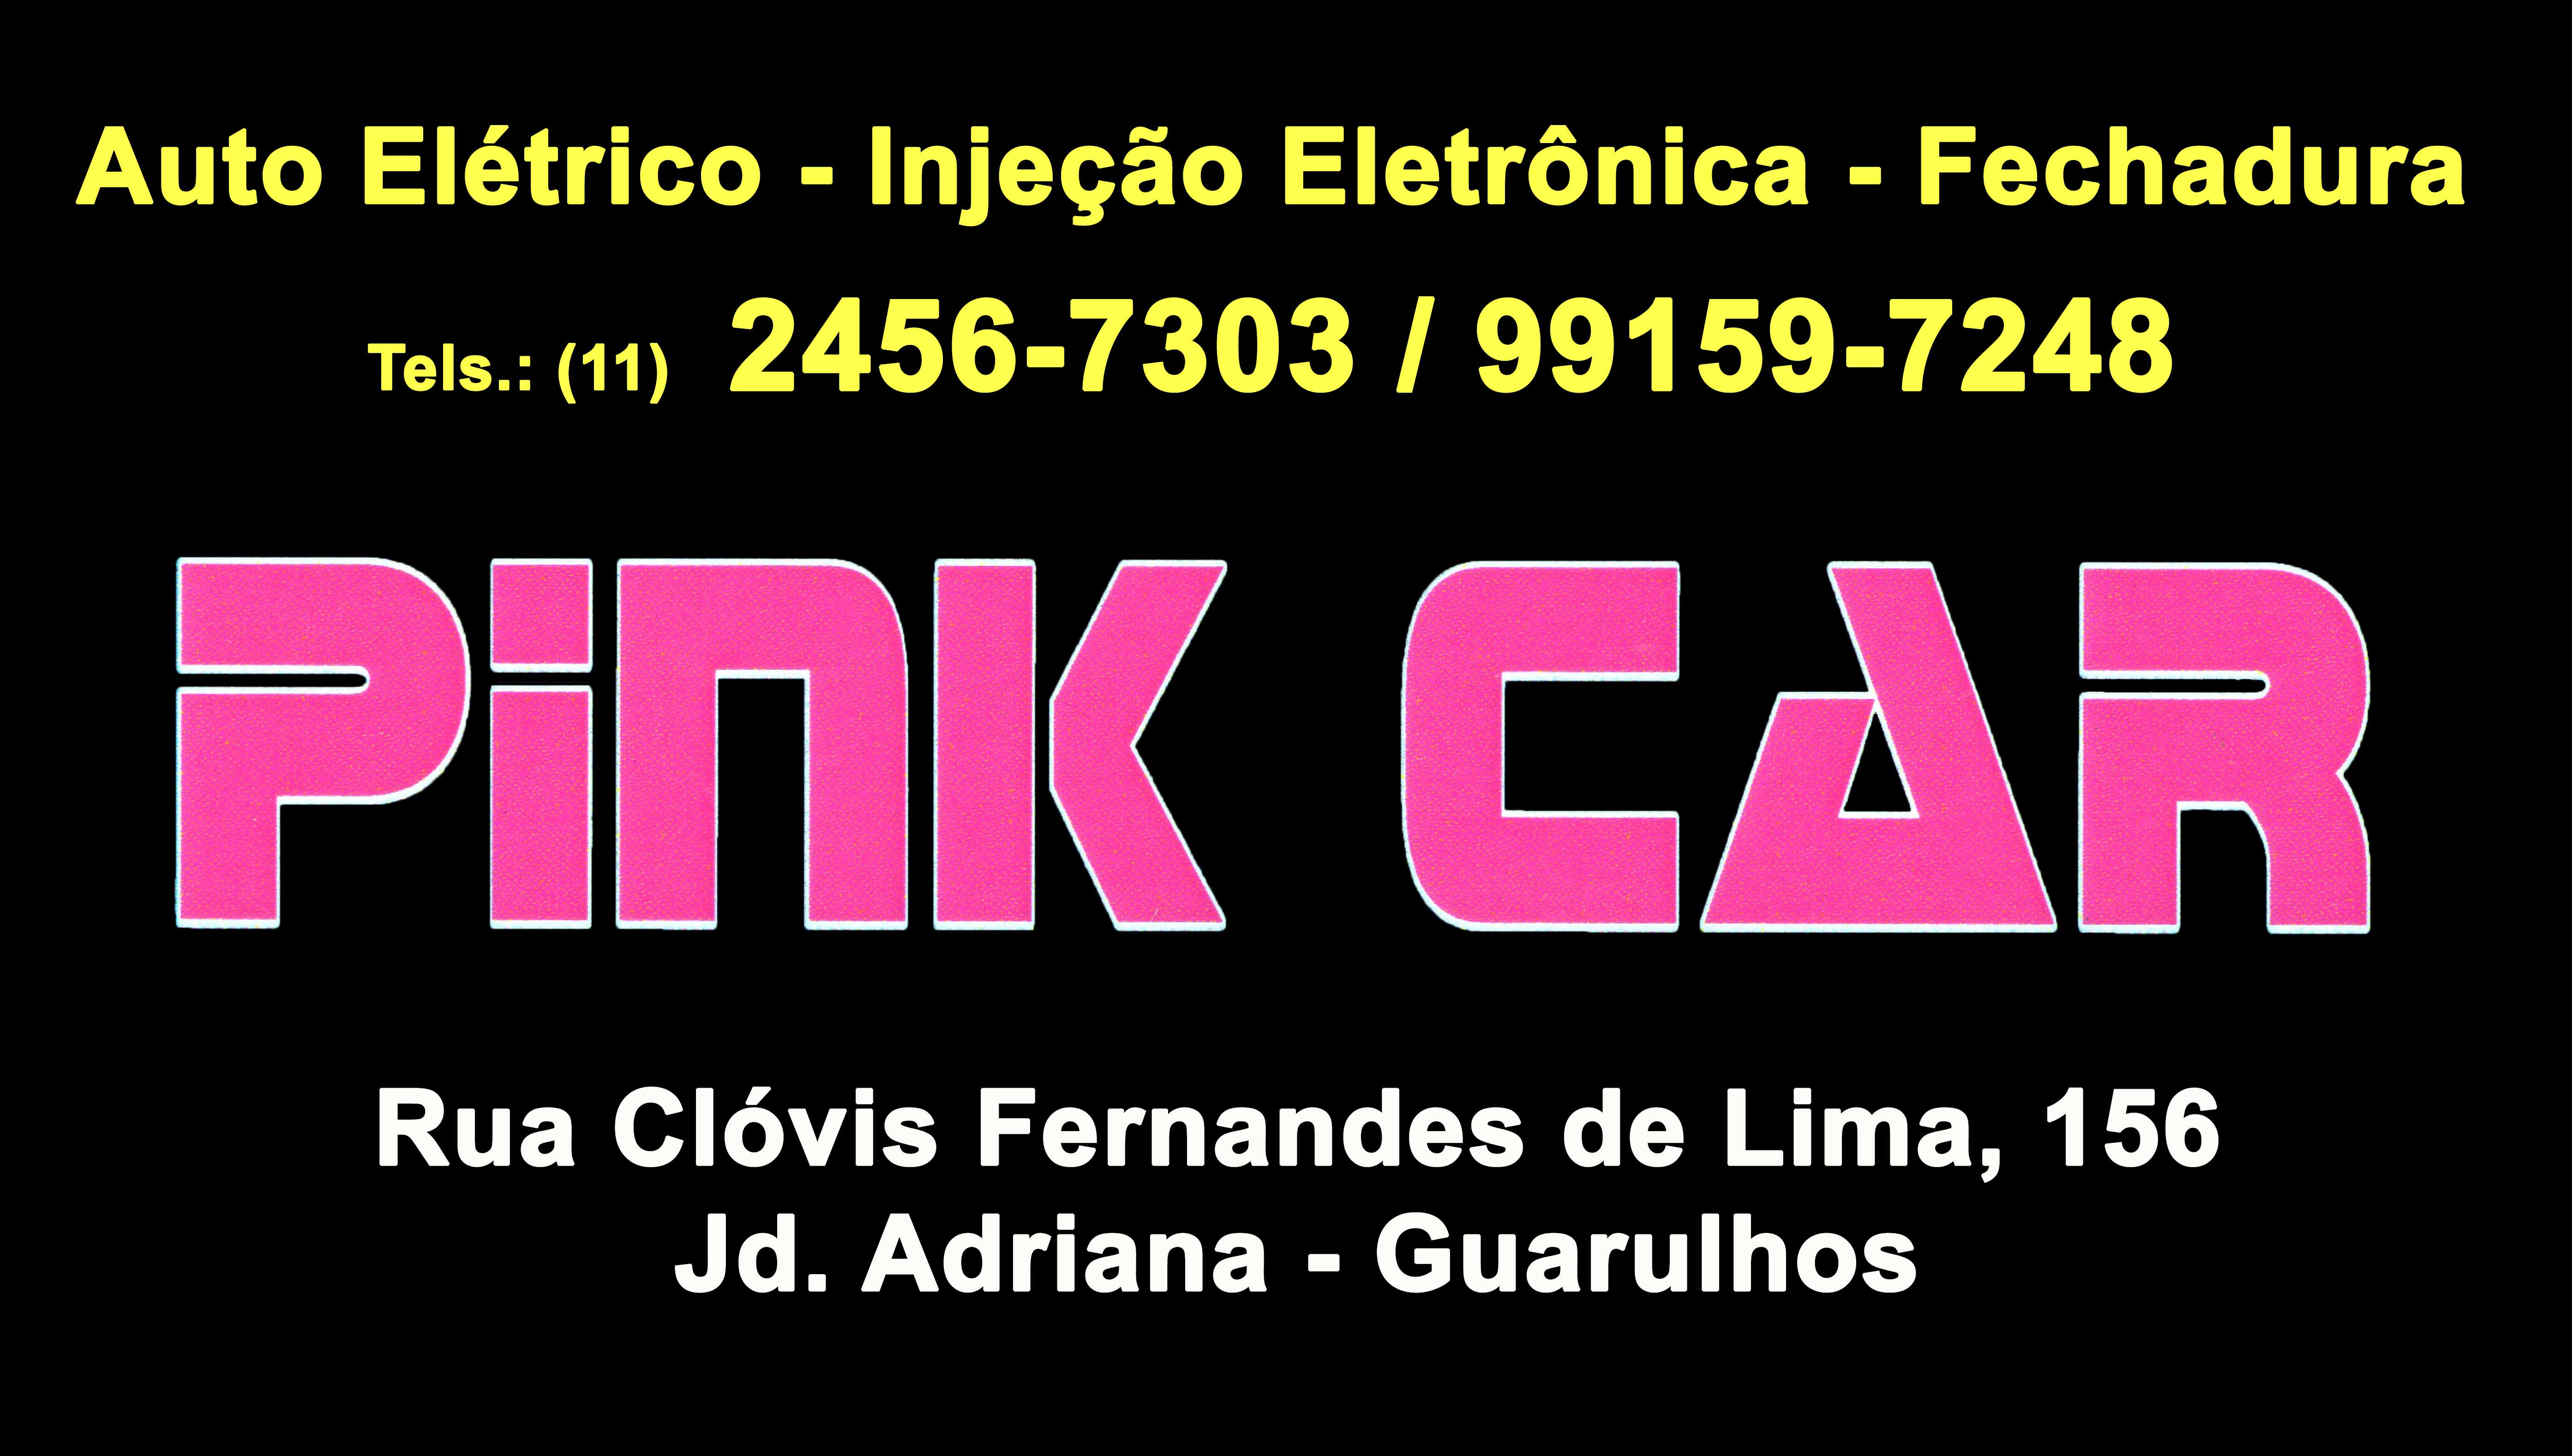 Auto Elétrico - Injeção Eletrônica - Fechadura
Tels.: (11) 2456-7303 / 99159-7248
PiNK CAR
Rua Clóvis Fernandes de Lima, 156
Jd. Adriana - Guarulhos